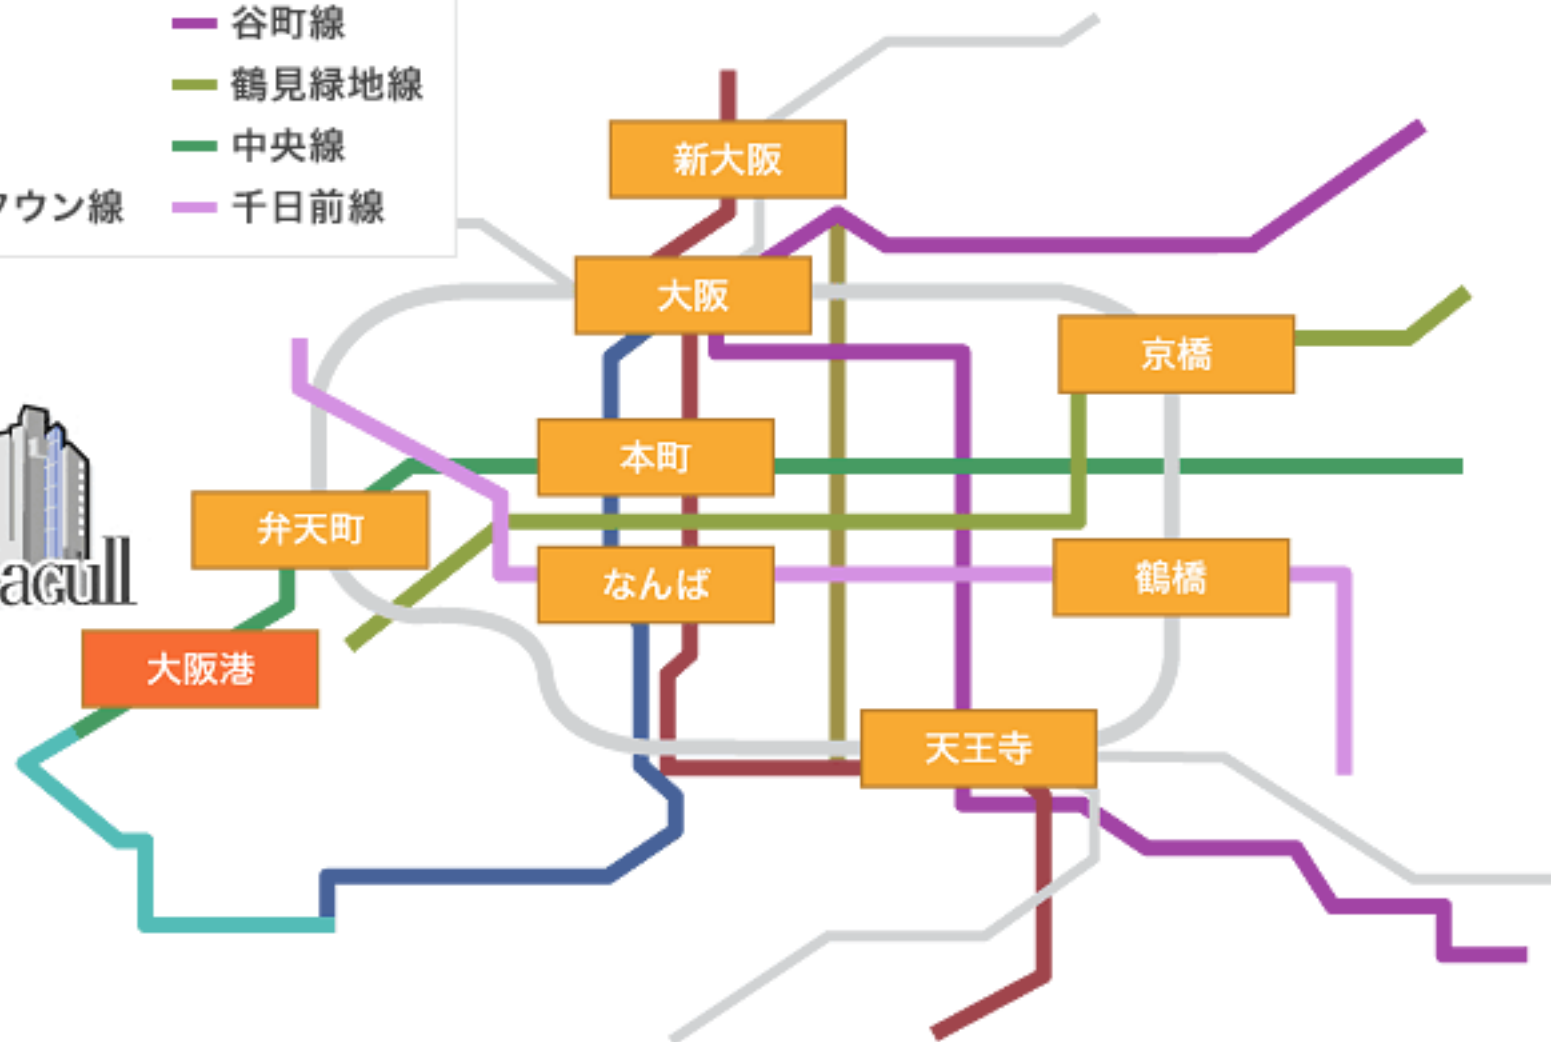 谷町線
鶴見緑地線
中央線
ウン線
千日前線
新大阪
大阪
京橋
本町
弁天町
なんば
鶴橋
agull
大阪港
天王寺